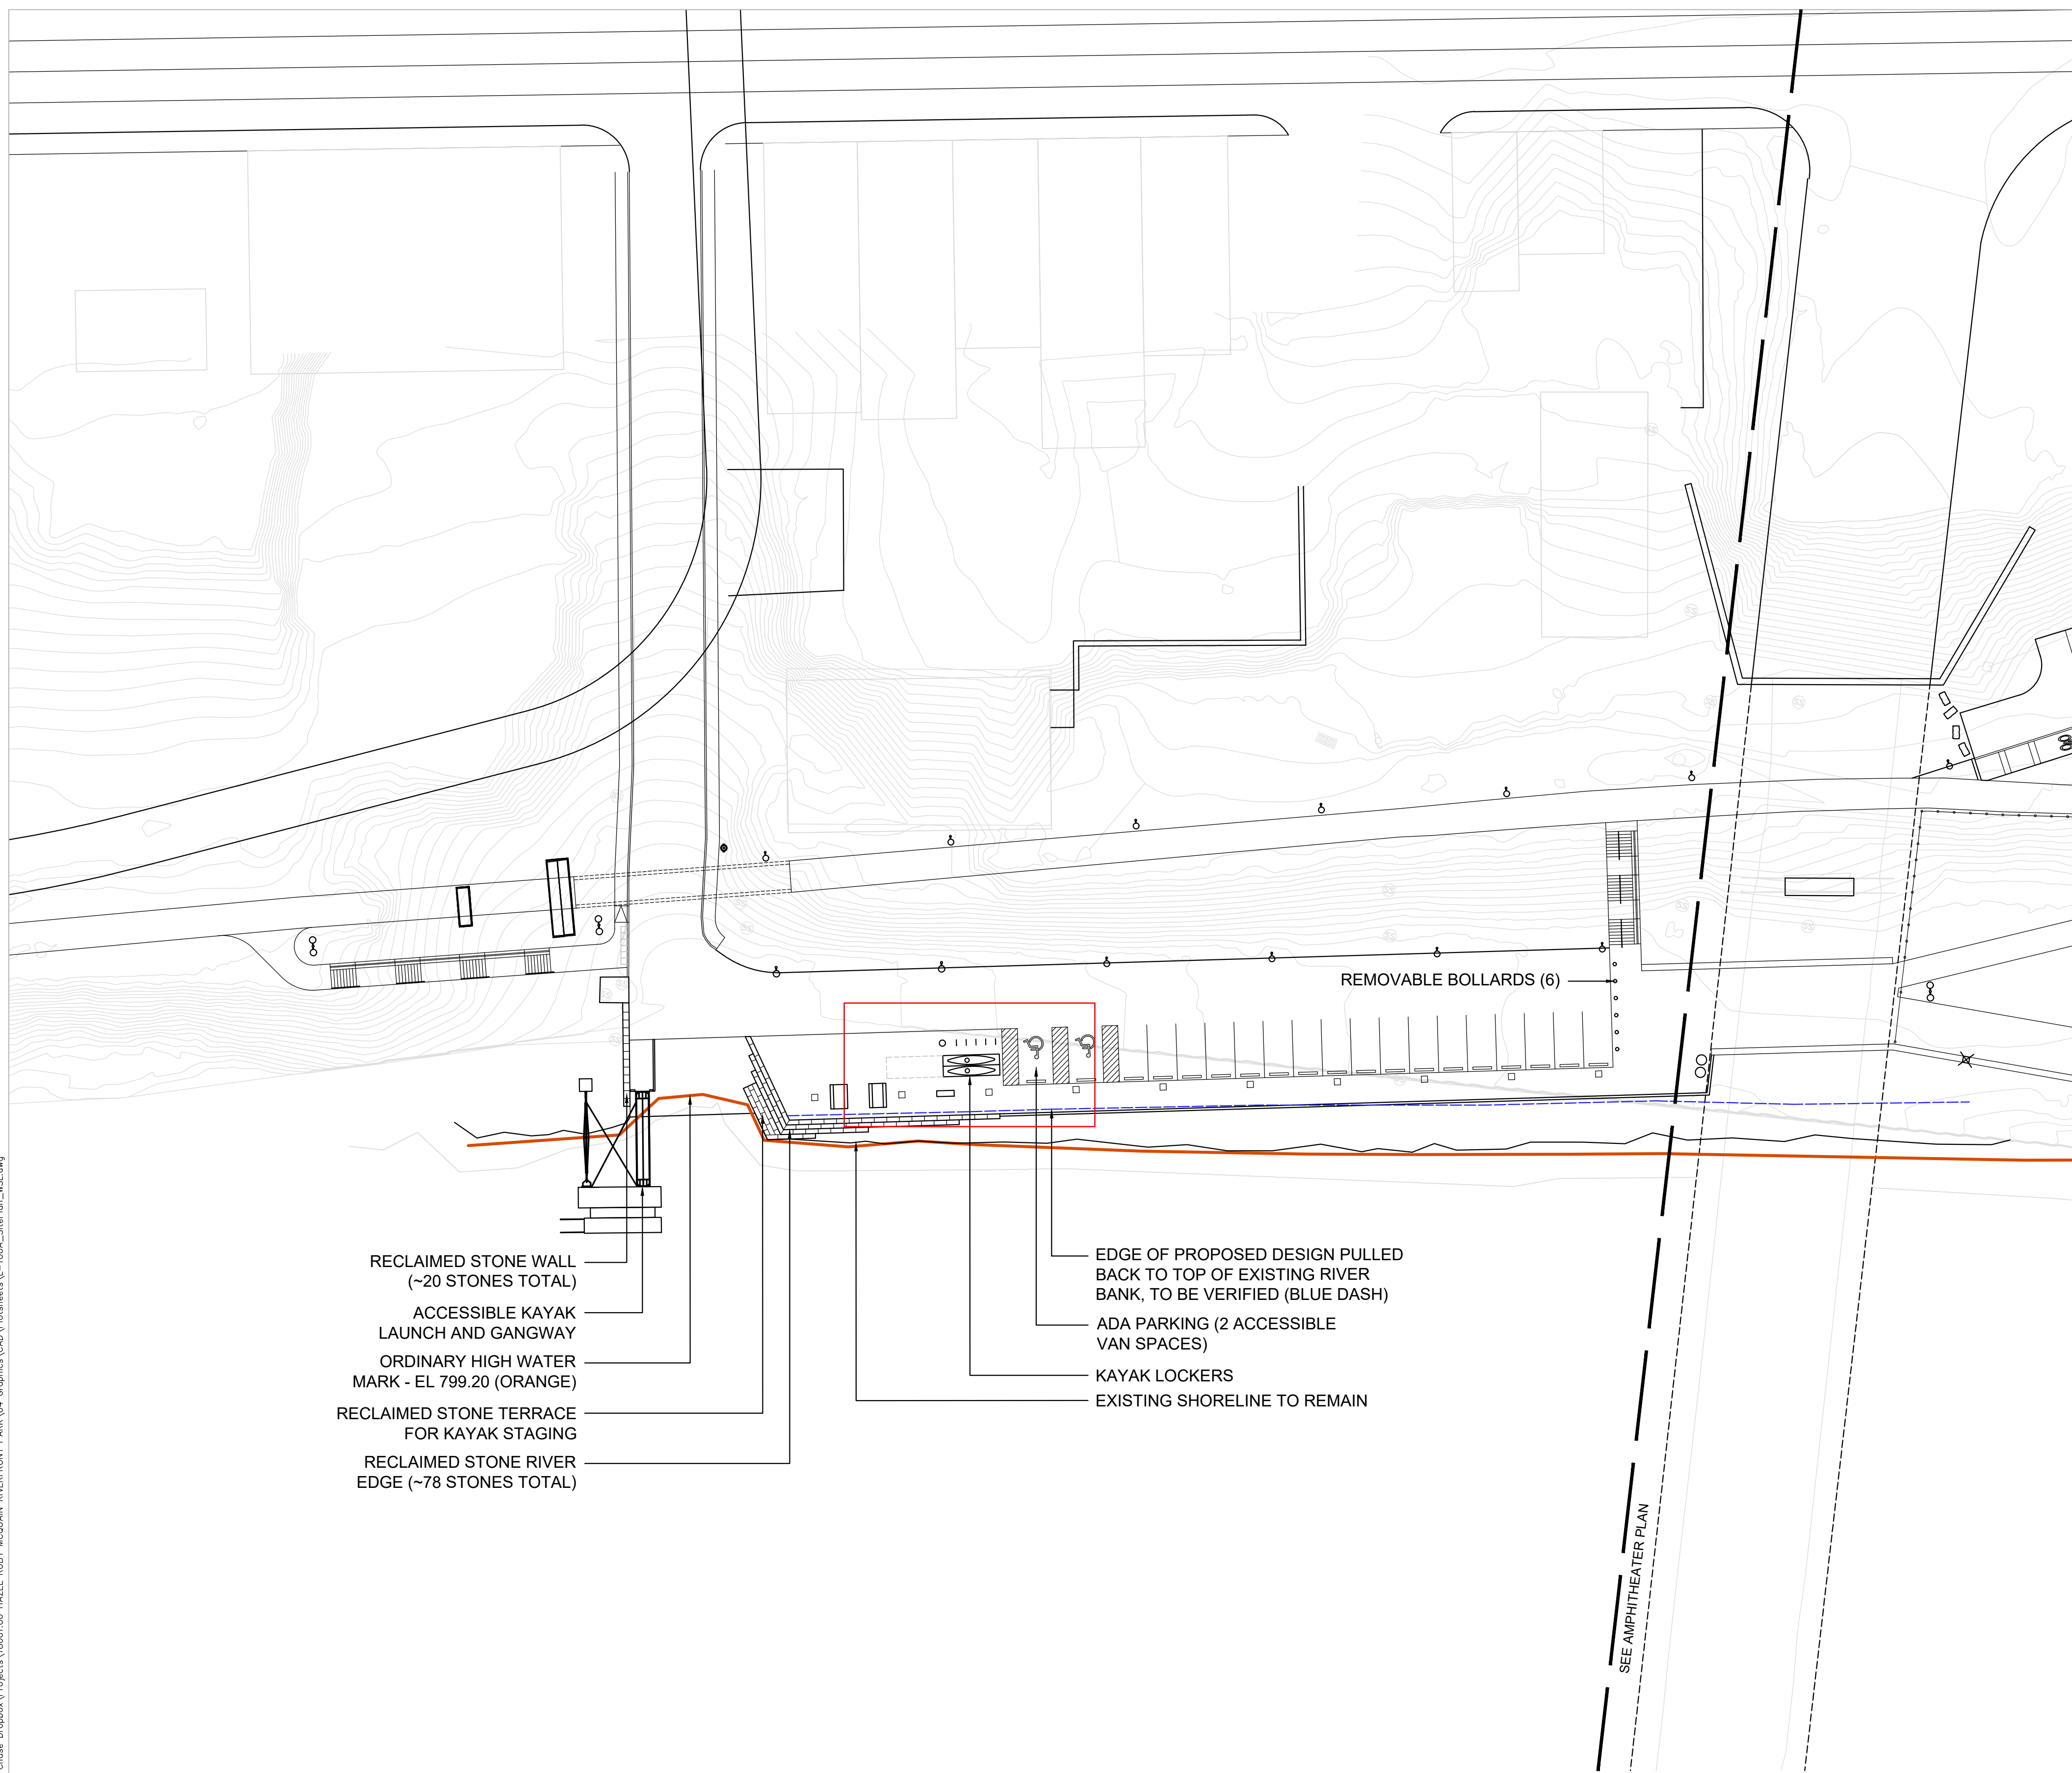 REMOVABLE BOLLARDS (6)
RECLAIMED STONE WALL
(~20 STONES TOTAL)
ACCESSIBLE KAYAK
LAUNCH AND GANGWAY
ORDINARY HIGH WATER
MARK - EL 799.20 (ORANGE)
RECLAIMED STONE TERRACE
FOR KAYAK STAGING
RECLAIMED STONE RIVER
EDGE (~78 STONES TOTAL)
EDGE OF PROPOSED DESIGN PULLED
BACK TO TOP OF EXISTING RIVER
BANK, TO BE VERIFIED (BLUE DASH)
ADA PARKING (2 ACCESSIBLE
VAN SPACES)
KAYAK LOCKERS
EXISTING SHORELINE TO REMAIN
SEE AMPHITHEATER PLAN